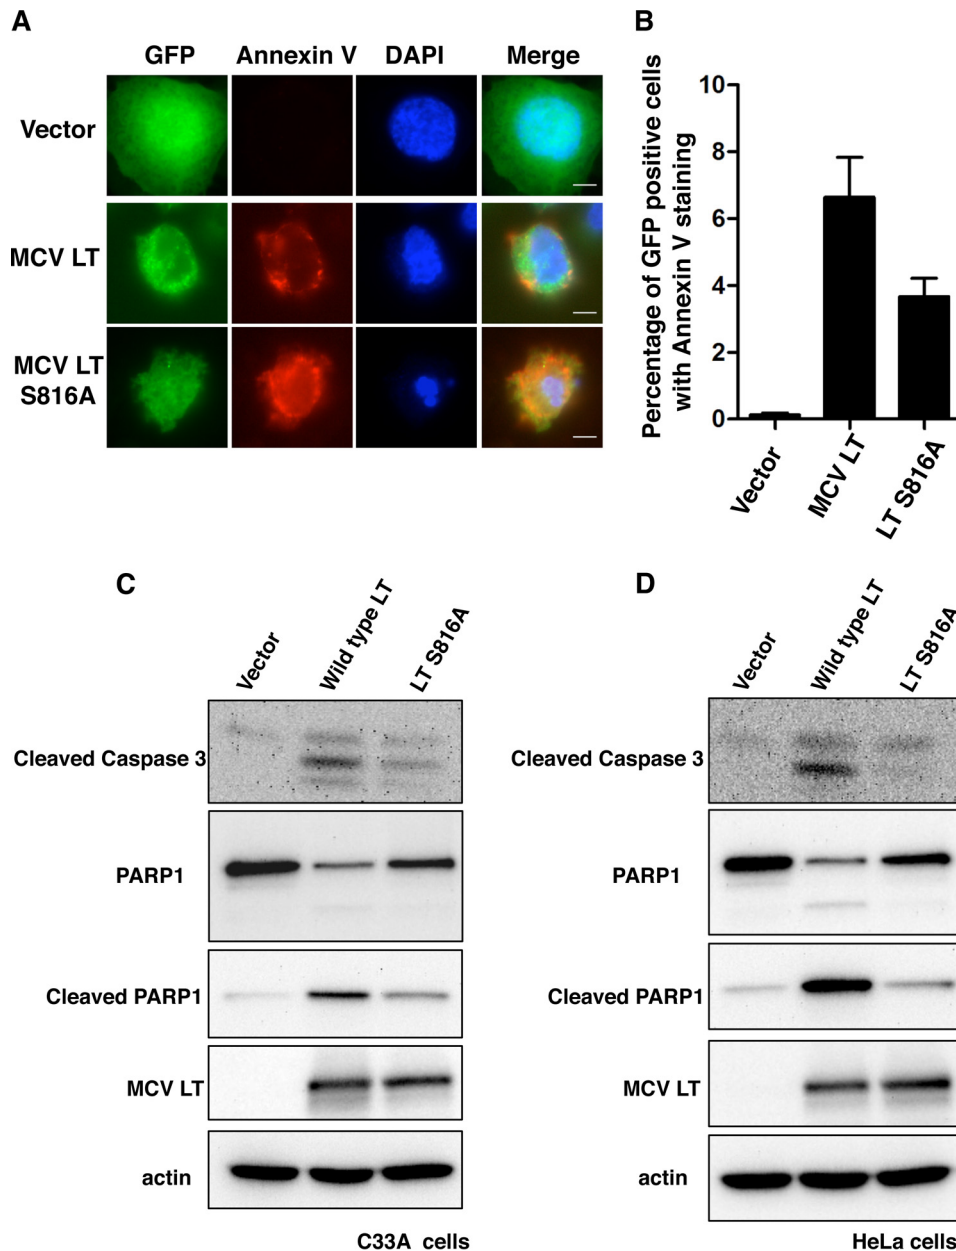 A
GFP Annexin V DAPI Merge
Vector
MCV LT
MCV LT
S816A
B
Percentage of GFP positive cells
with Annexin V staining
10
8
6
4
2
0
Vector
MCV LT
LT S816A
C
Vector
Wild type LT
LT S816A
Cleaved Caspase 3
PARP1
Cleaved PARP1
MCV LT
actin
C33A cells
D
Vector
Wild type LT
LT S816A
Cleaved Caspase 3
PARP1
Cleaved PARP1
MCV LT
actin
HeLa cells